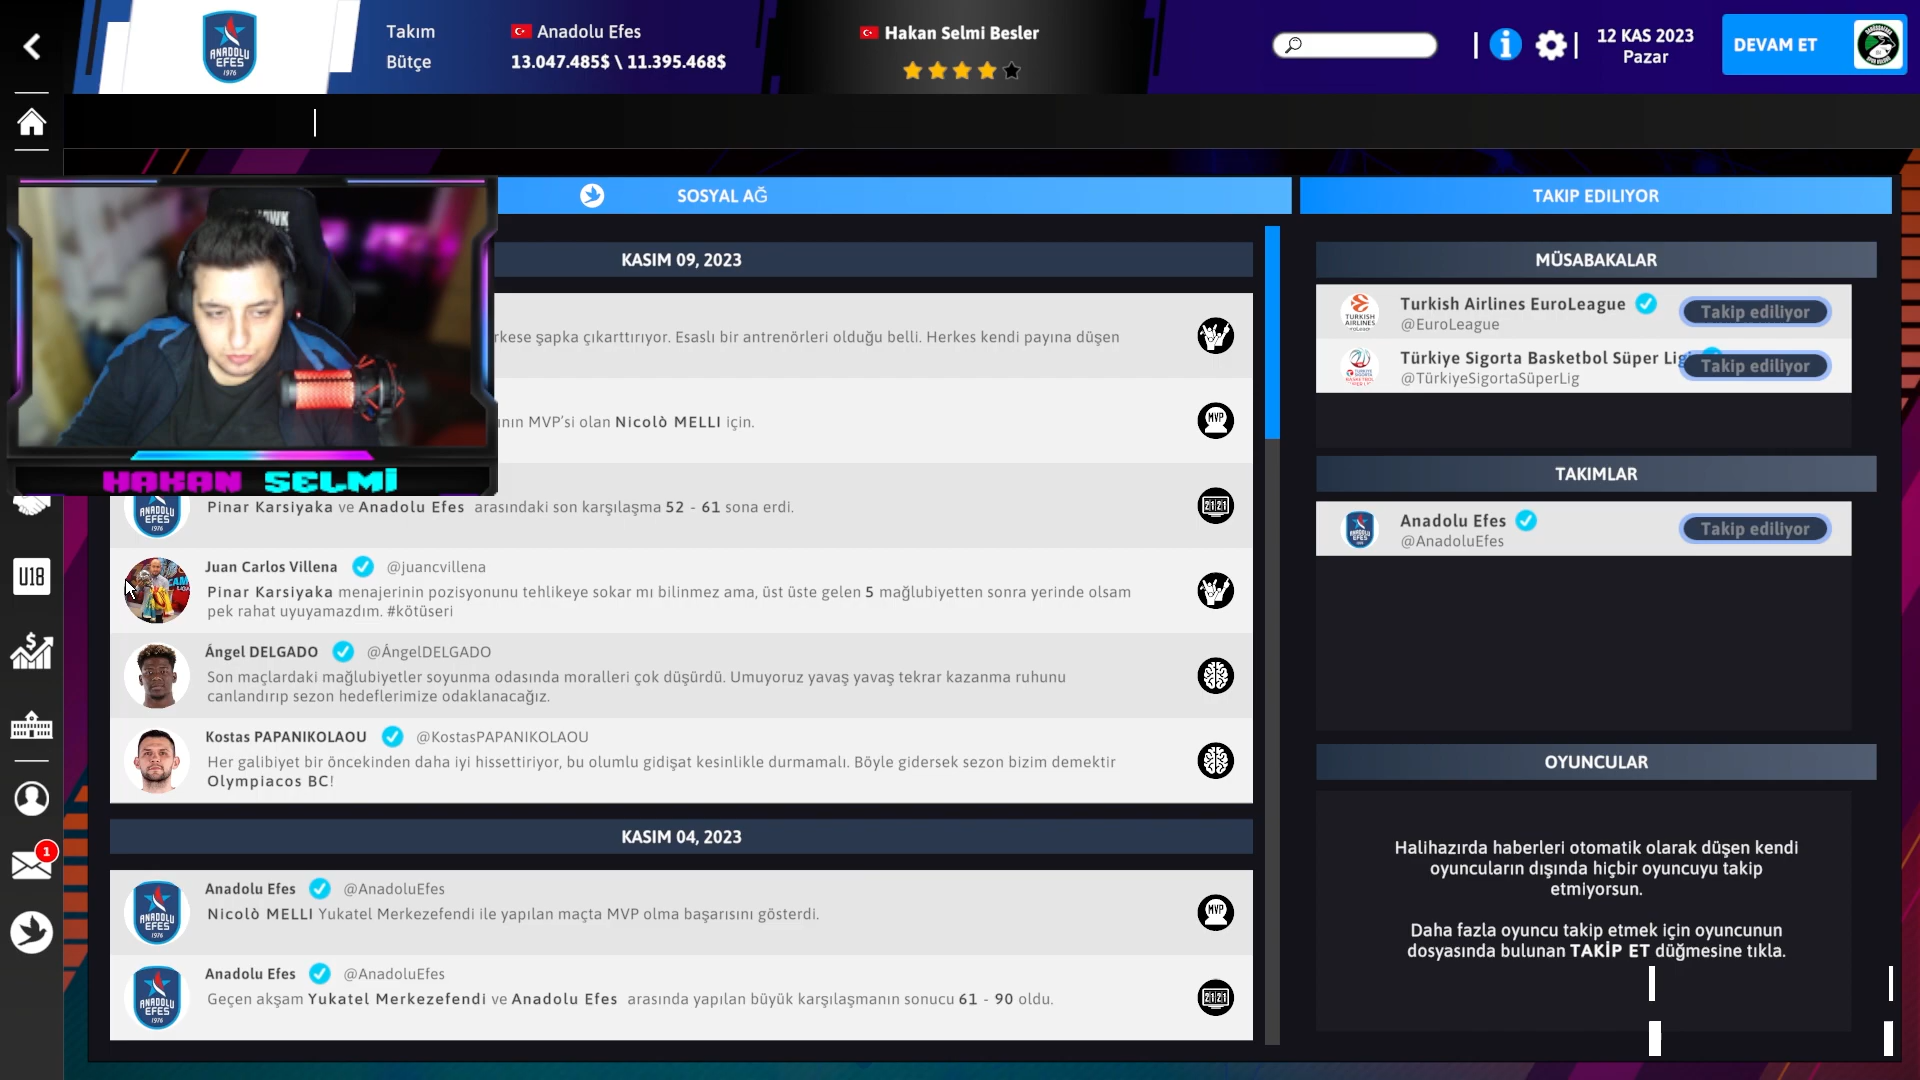 Takım
Anadolu Efes
Bütçe
13.047.485$ \ 11.395.468$
Hakan Selmi Besler
12 KAS 2023
Pazar
DEVAM ET
ANADOLU
EFES
1976
SOSYAL AĞ
TAKIP EDILIYOR
HAKAN SELMİ
KASIM 09, 2023
rkese şapka çıkarttırıyor. Esaslı bir antrenörleri olduğu belli. Herkes kendi payına düşen
nın MVP’si olan Nicolò MELLI için.
MVP
Pinar Karsiyaka ve Anadolu Efes arasındaki son karşılaşma 52 - 61 sona erdi.
Juan Carlos Villena @juancvillena
Pinar Karsiyaka menajerinin pozisyonunu tehlikeye sokar mı bilinmez ama, üst üste gelen 5 mağlubiyetten sonra yerinde olsam
pek rahat uyuyamazdım. #kötüseri
Ángel DELGADO @ÁngelDELGADO
Son maçlardaki mağlubiyetler soyunma odasında moralleri çok düşürdü. Umuyoruz yavaş yavaş tekrar kazanma ruhunu
canlandırıp sezon hedeflerimize odaklanacağız.
Kostas PAPANIKOLAOU @KostasPAPANIKOLAOU
Her galibiyet bir öncekinden daha iyi hissettiriyor, bu olumlu gidişat kesinlikle durmamalı. Böyle gidersek sezon bizim demektir
Olympiacos BC!
KASIM 04, 2023
Anadolu Efes @AnadoluEfes
Nicolò MELLI Yukatel Merkezefendi ile yapılan maçta MVP olma başarısını gösterdi.
MVP
Anadolu Efes @AnadoluEfes
Geçen akşam Yukatel Merkezefendi ve Anadolu Efes arasında yapılan büyük karşılaşmanın sonucu 61 - 90 oldu.
U18
1
MÜSABAKALAR
Turkish Airlines EuroLeague
@EuroLeague
Takip ediliyor
Türkiye Sigorta Basketbol Süper Ligi
@TürkiyeSigortaSüperLig
Takip ediliyor
TAKIMLAR
Anadolu Efes
@AnadoluEfes
Takip ediliyor
OYUNCULAR
Halihazırda haberleri otomatik olarak düşen kendi
oyuncuların dışında hiçbir oyuncuyu takip
etmiyorsun.
Daha fazla oyuncu takip etmek için oyuncunun
dosyasında bulunan TAKİP ET düğmesine tıkla.